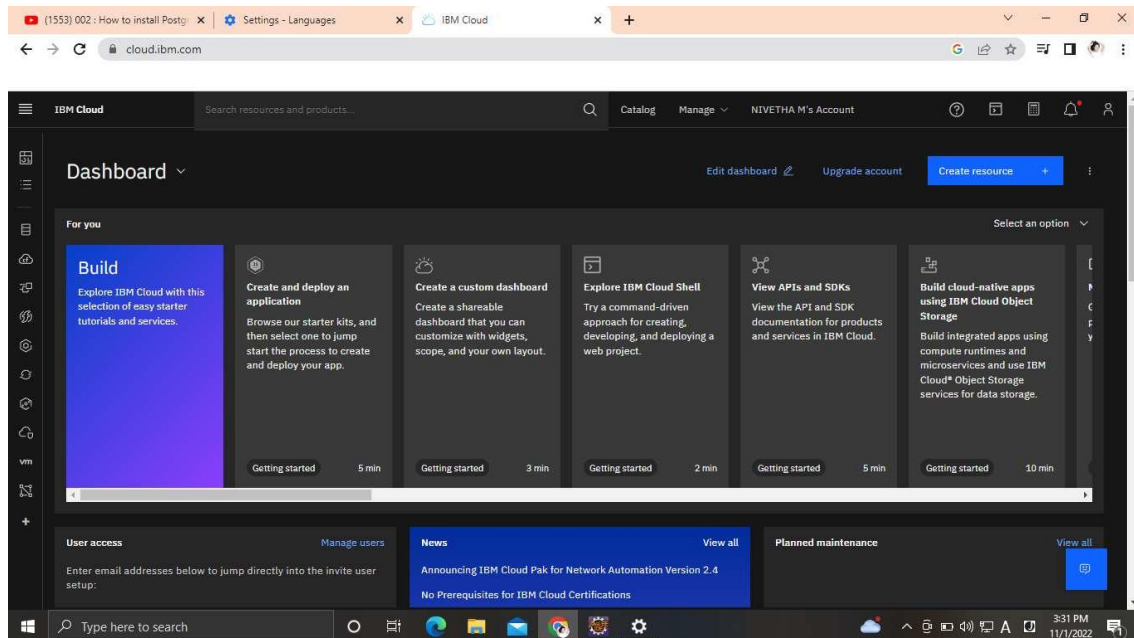 (1553) 002 : How to install Postg
Settings - Languages
IBM Cloud
cloud.ibm.com
IBM Cloud
Search resources and products...
Catalog
Manage
NIVETHA M's Account
Dashboard
Edit dashboard
Upgrade account
Create resource +
For you
Select an option
Build
Explore IBM Cloud with this
selection of easy starter
tutorials and services.
Create and deploy an
application
Browse our starter kits, and
then select one to jump
start the process to create
and deploy your app.
Getting started
5 min
Create a custom dashboard
Create a shareable
dashboard that you can
customize with widgets,
scope, and your own layout.
Getting started
3 min
Explore IBM Cloud Shell
Try a command-driven
approach for creating,
developing, and deploying a
web project.
Getting started
2 min
View APIs and SDKs
View the API and SDK
documentation for products
and services in IBM Cloud.
Getting started
5 min
Build cloud-native apps
using IBM Cloud Object
Storage
Build integrated apps using
compute runtimes and
microservices and use IBM
Cloud® Object Storage
services for data storage.
Getting started
10 min
vm
User access
Manage users
Enter email addresses below to jump directly into the invite user
setup:
News
View all
Announcing IBM Cloud Pak for Network Automation Version 2.4
No Prerequisites for IBM Cloud Certifications
Planned maintenance
View all
Type here to search
A
3:31 PM
11/1/2022